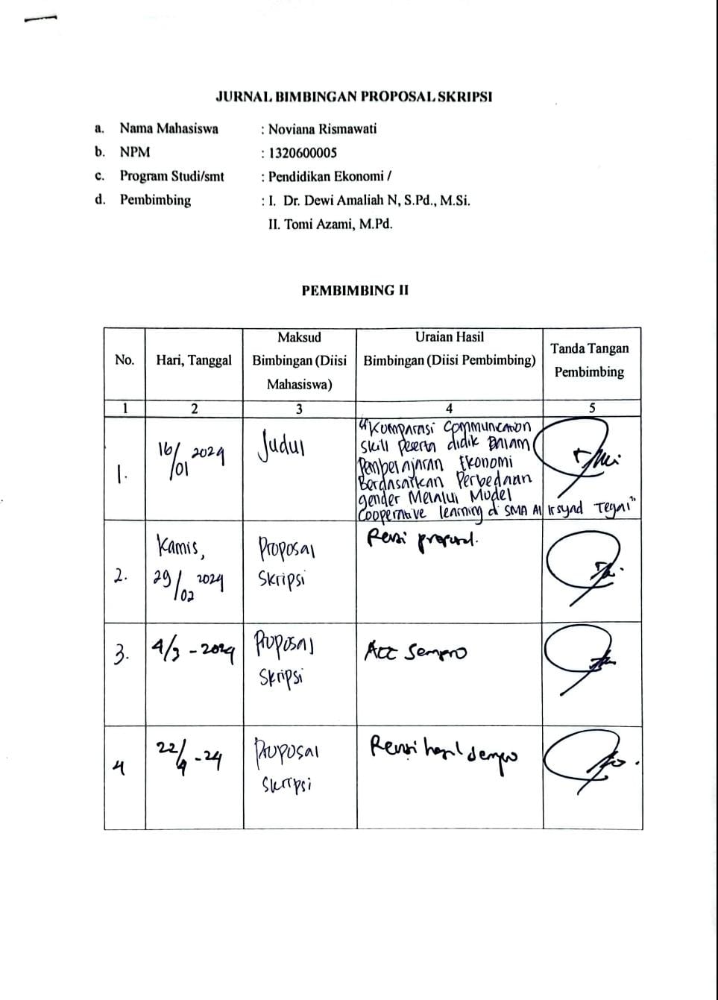 JURNAL BIMBINGAN PROPOSAL SKRIPSI
a. Nama Mahasiswa : Noviana Rismawati
b. NPM : 1320600005
c. Program Studi/smt : Pendidikan Ekonomi /
d. Pembimbing : I. Dr. Dewi Amaliah N, S.Pd., M.Si.
II. Tomi Azami, M.Pd.
PEMBIMBING II
No. Hari, Tanggal Maksud Bimbingan (Diisi Mahasiswa) Uraian Hasil Bimbingan (Diisi Pembimbing) Tanda Tangan Pembimbing
1 2 3 4 5
1. 16/01 2024 Judul
"Komparasi Communication
Skill Peserta didik Dalam
Pembelajaran Ekonomi
Berdasarkan Perbedaan
gender Melalui Model
Cooperative learning di SMA Al Irsyad Tegal"
2. Kamis, 29/02 2024 Proposal Skripsi Revisi proposal.
3. 4/3 - 2024 Proposal Skripsi Acc Sempro
4 22/4 - 24 Proposal Skripsi Revisi hasil sempro